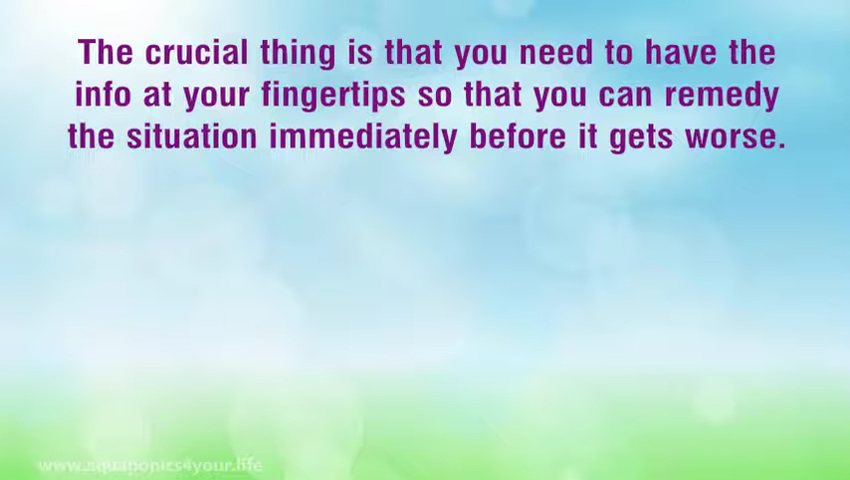 The crucial thing is that you need to have the
info at your fingertips so that you can remedy
the situation immediately before it gets worse.
www.aquaponics4your.life